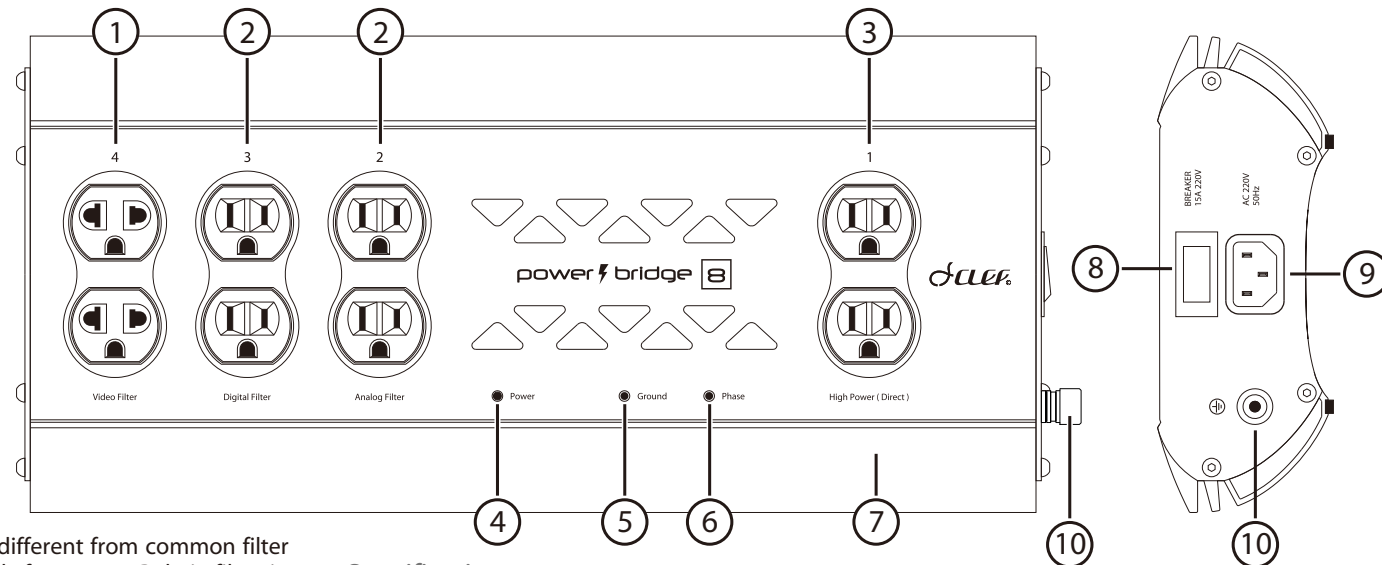 1 2 2 3
4 3 2 1
BREAKER
15A 220V
AC 220V
50Hz
power bridge 8
8 9
Video Filter Digital Filter Analog Filter Power Ground Phase High Power ( Direct )
4 5 6 7 10 10
different from common filter